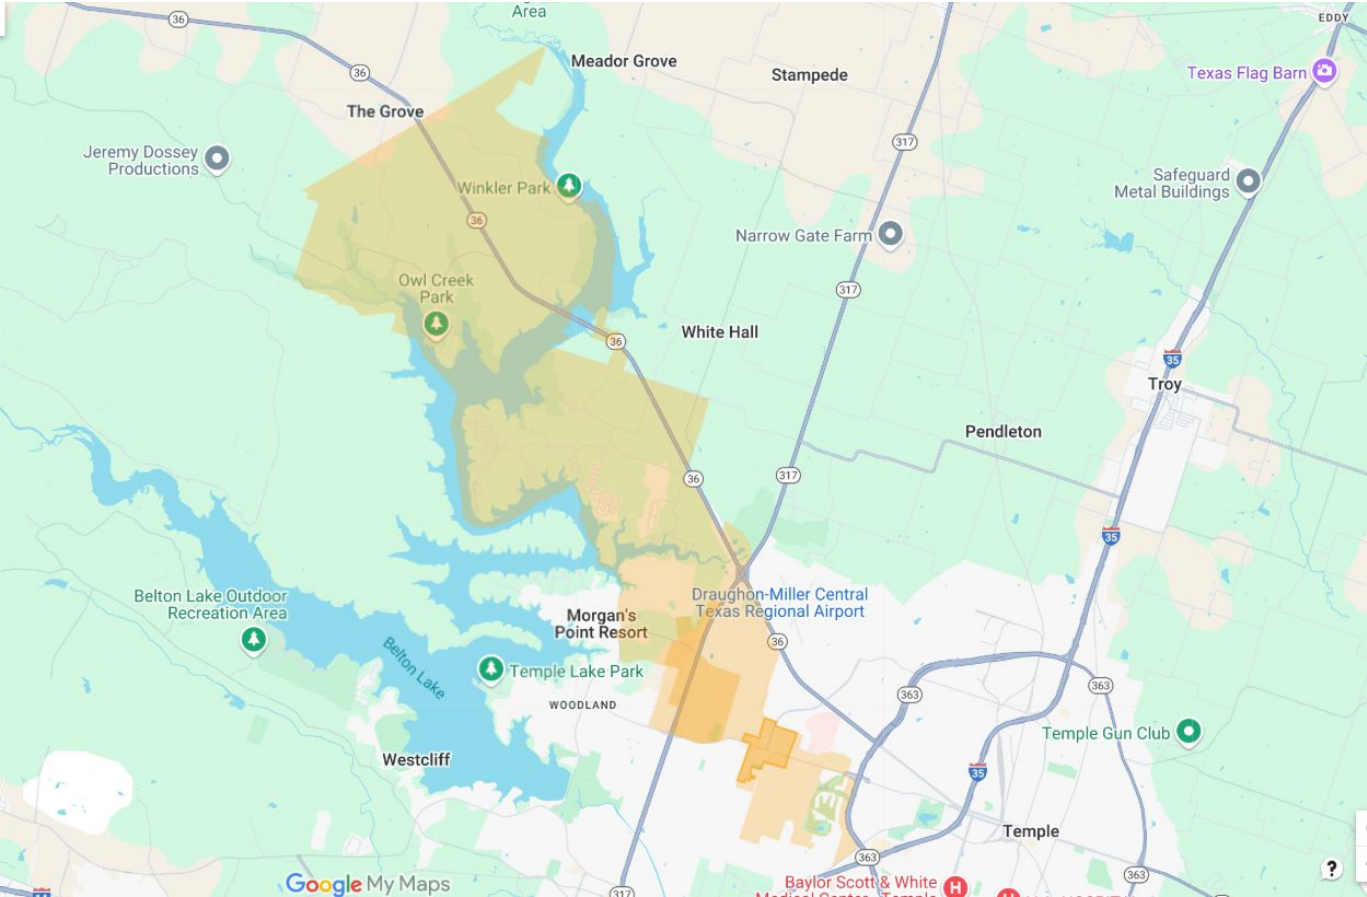 Area
36
EDDY
Meador Grove
Stampede
Texas Flag Barn
36
The Grove
317
Jeremy Dossey
Productions
Safeguard
Metal Buildings
Winkler Park
36
Narrow Gate Farm
Owl Creek
Park
317
White Hall
36
35
Troy
Pendleton
36
317
35
Belton Lake Outdoor
Recreation Area
Draughon-Miller Central
Texas Regional Airport
Morgan's
Point Resort
36
Belton Lake
Temple Lake Park
363
363
WOODLAND
Temple Gun Club
Westcliff
35
Temple
363
363
Google My Maps
Baylor Scott & White
H
?
317